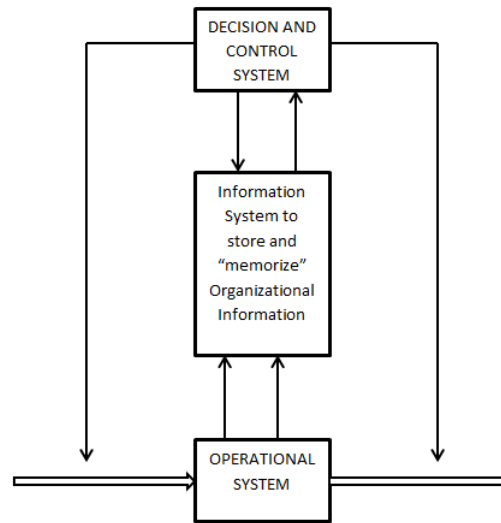 DECISION AND
CONTROL
SYSTEM
Information
System to
store and
“memorize”
Organizational
Information
OPERATIONAL
SYSTEM